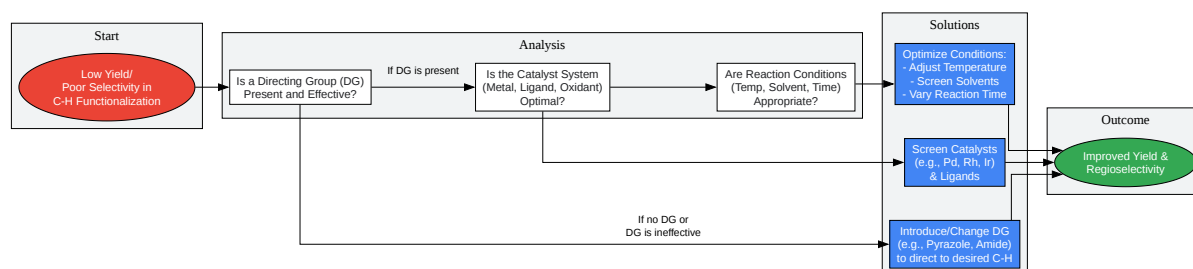 Start
Low Yield/
Poor Selectivity in
C-H Functionalization
Analysis
Is a Directing Group (DG)
Present and Effective?
If DG is present
Is the Catalyst System
(Metal, Ligand, Oxidant)
Optimal?
Are Reaction Conditions
(Temp, Solvent, Time)
Appropriate?
If no DG or
DG is ineffective
Solutions
Optimize Conditions:
- Adjust Temperature
- Screen Solvents
- Vary Reaction Time
Screen Catalysts
(e.g., Pd, Rh, Ir)
& Ligands
Introduce/Change DG
(e.g., Pyrazole, Amide)
to direct to desired C-H
Outcome
Improved Yield &
Regioselectivity